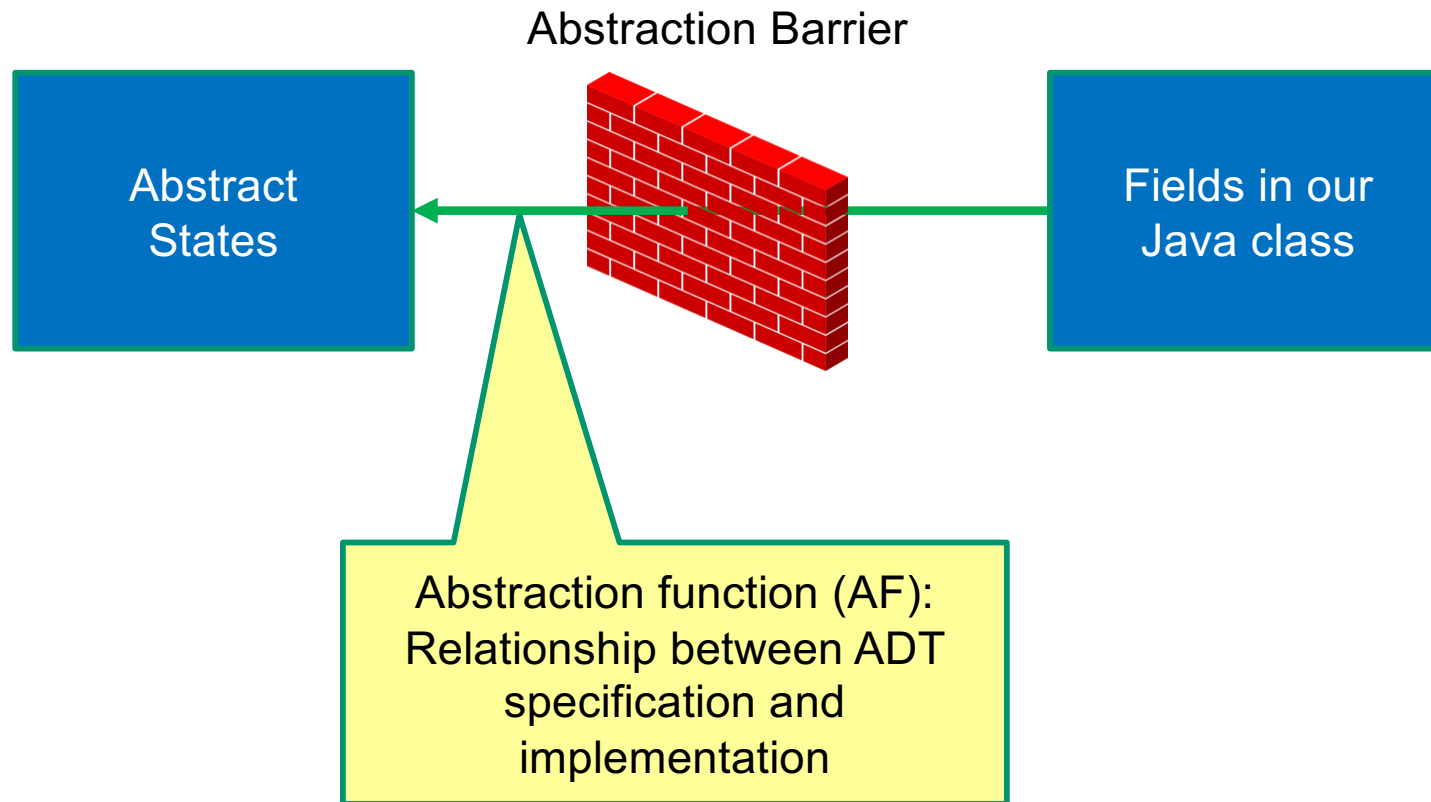 Abstraction Barrier
Abstract
States
Fields in our
Java class
Abstraction function (AF):
Relationship between ADT
specification and
implementation